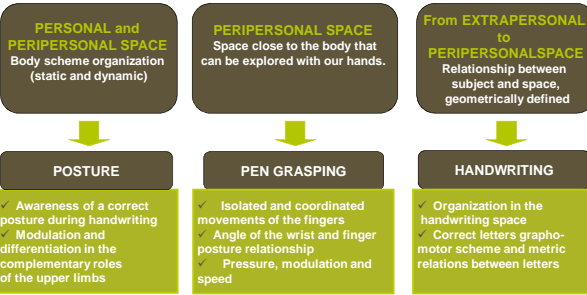 PERSONAL and
PERIPERSONAL SPACE
Body scheme organization
(static and dynamic)
PERIPERSONAL SPACE
Space close to the body that
can be explored with our hands.
From EXTRAPERSONAL
to
PERIPERSONALSPACE
Relationship between
subject and space,
geometrically defined
POSTURE
PEN GRASPING
HANDWRITING
✓ Awareness of a correct
posture during handwriting
✓ Modulation and
differentiation in the
complementary roles
of the upper limbs
✓ Isolated and coordinated
movements of the fingers
✓ Angle of the wrist and finger
posture relationship
✓ Pressure, modulation and
speed
✓ Organization in the
handwriting space
✓ Correct letters grapho-
motor scheme and metric
relations between letters